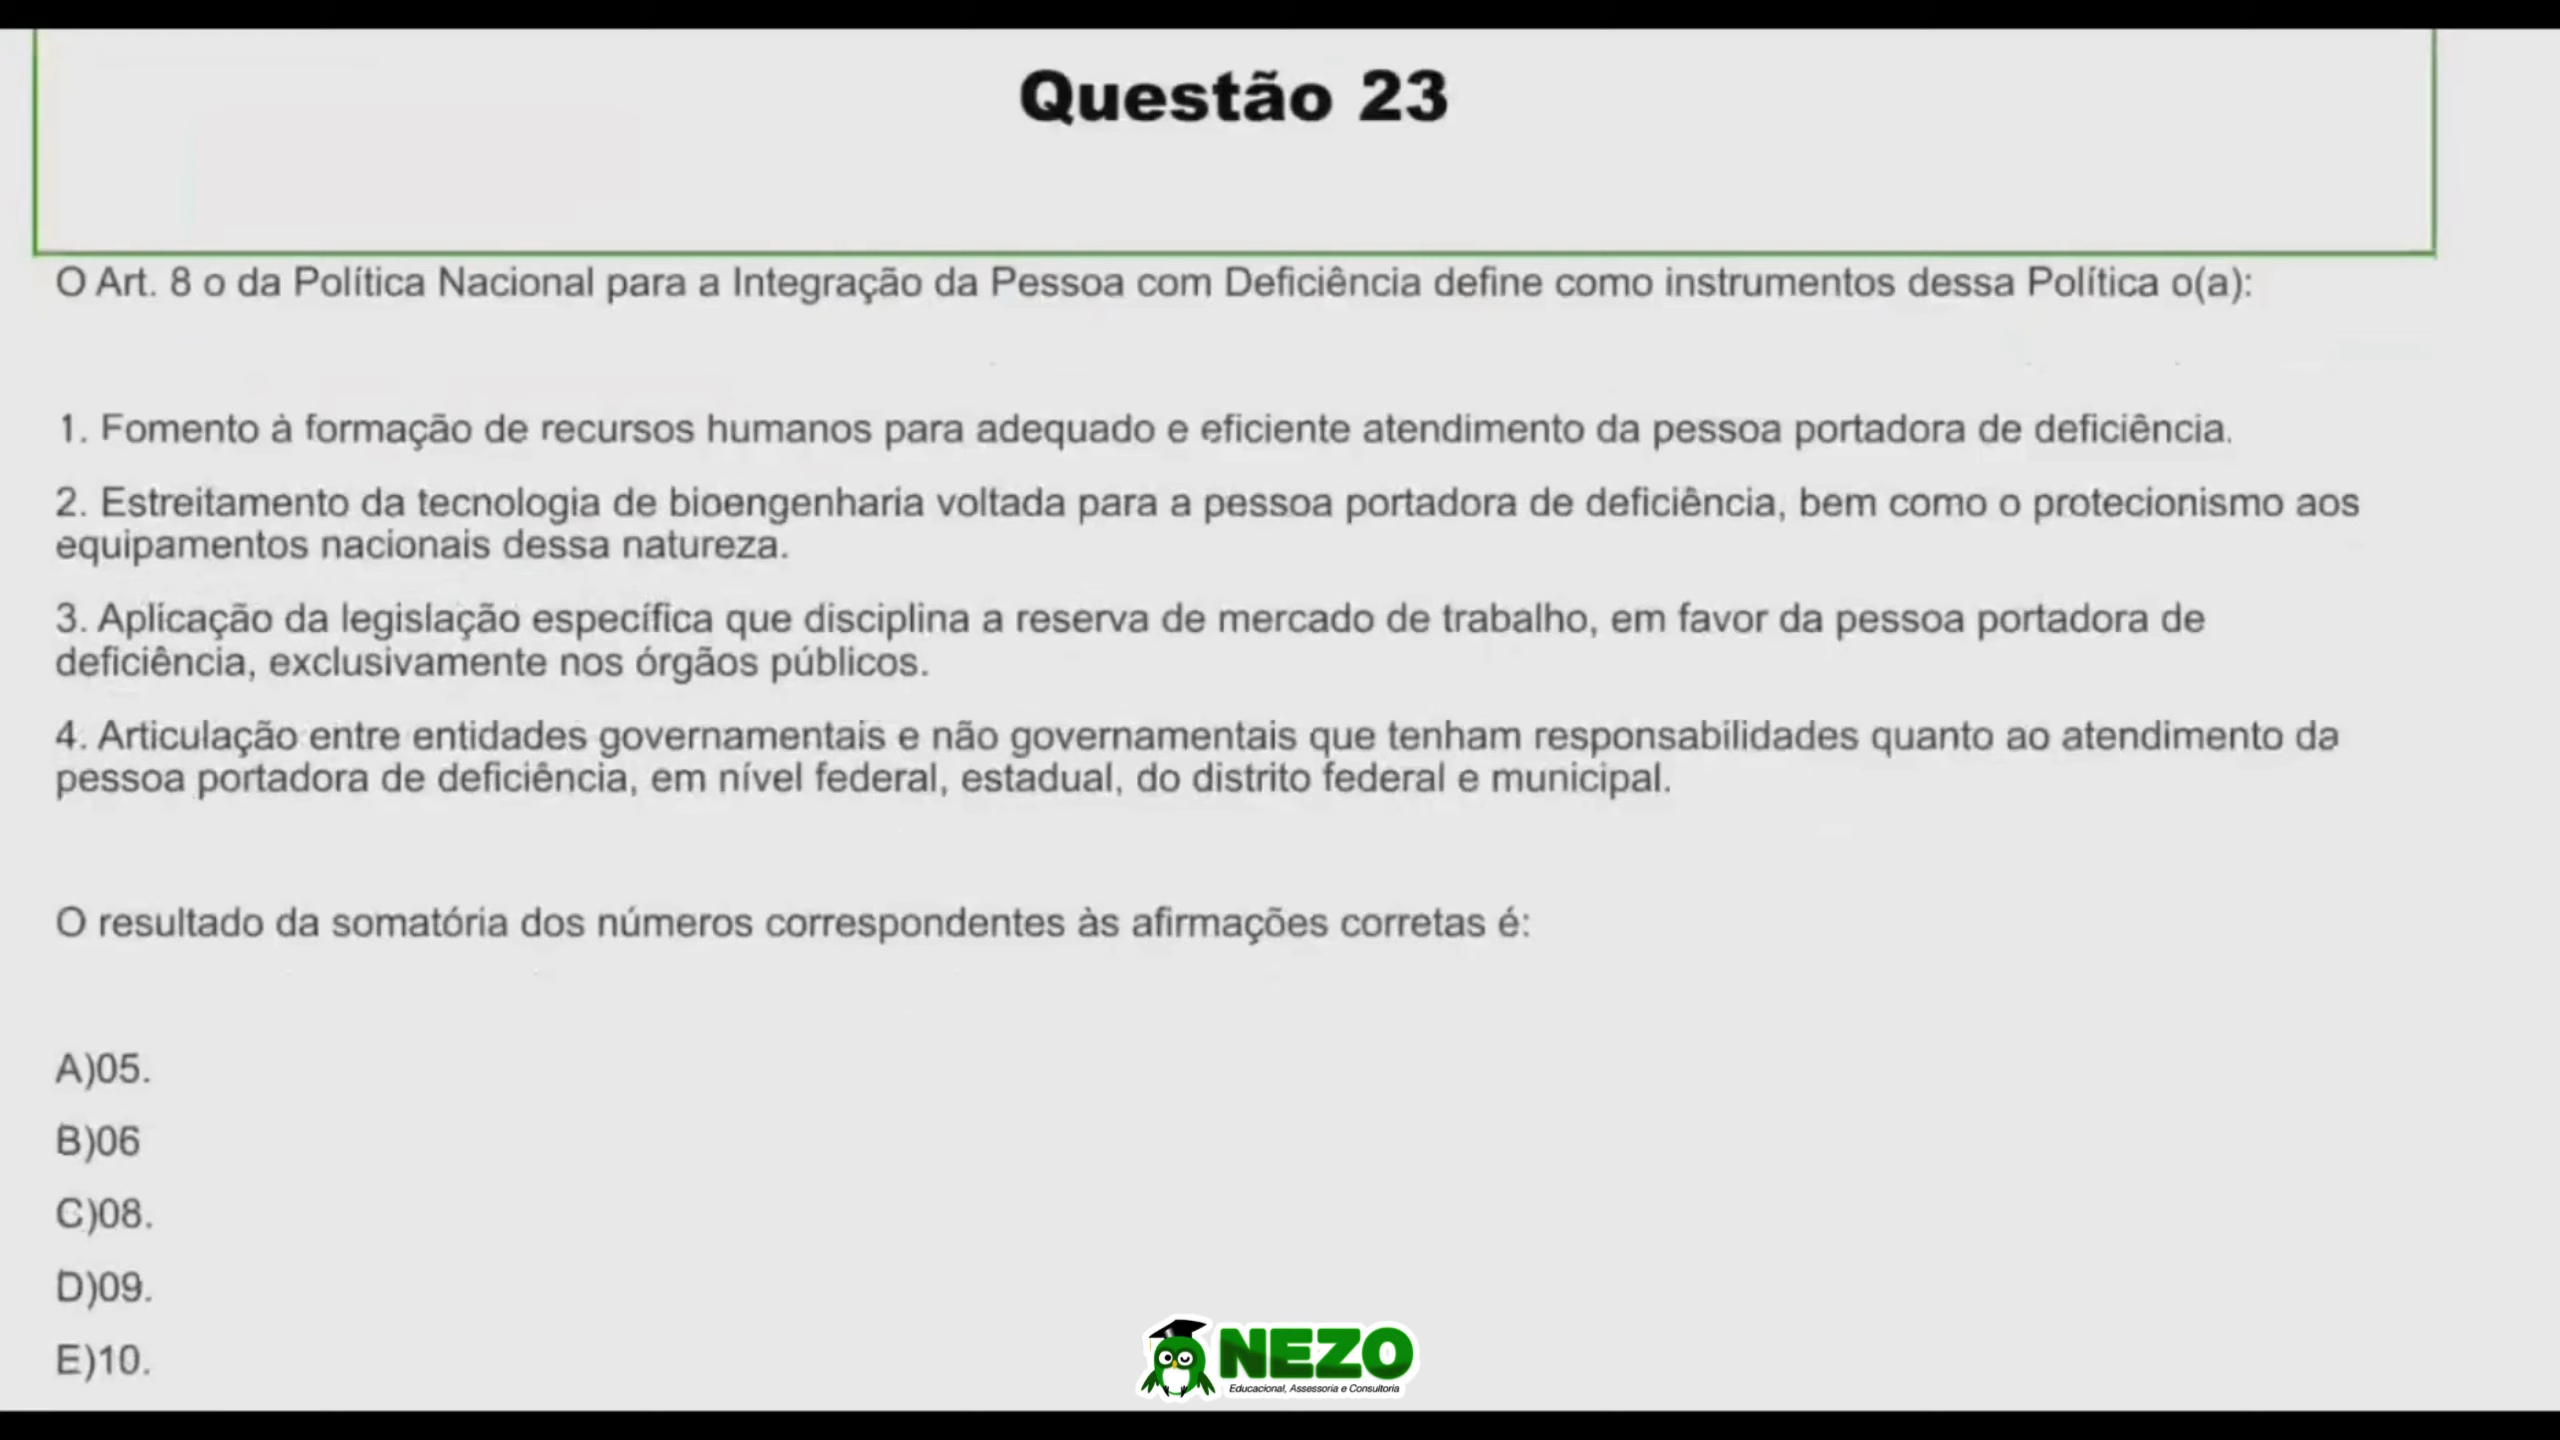 Questão 23
O Art. 8 o da Política Nacional para a Integração da Pessoa com Deficiência define como instrumentos dessa Política o(a):
1. Fomento à formação de recursos humanos para adequado e eficiente atendimento da pessoa portadora de deficiência.
2. Estreitamento da tecnologia de bioengenharia voltada para a pessoa portadora de deficiência, bem como o protecionismo aos
equipamentos nacionais dessa natureza.
3. Aplicação da legislação específica que disciplina a reserva de mercado de trabalho, em favor da pessoa portadora de
deficiência, exclusivamente nos órgãos públicos.
4. Articulação entre entidades governamentais e não governamentais que tenham responsabilidades quanto ao atendimento da
pessoa portadora de deficiência, em nível federal, estadual, do distrito federal e municipal.
O resultado da somatória dos números correspondentes às afirmações corretas é:
A)05.
B)06
C)08.
D)09.
E)10.
NEZO
Educacional, Assessoria e Consultoria